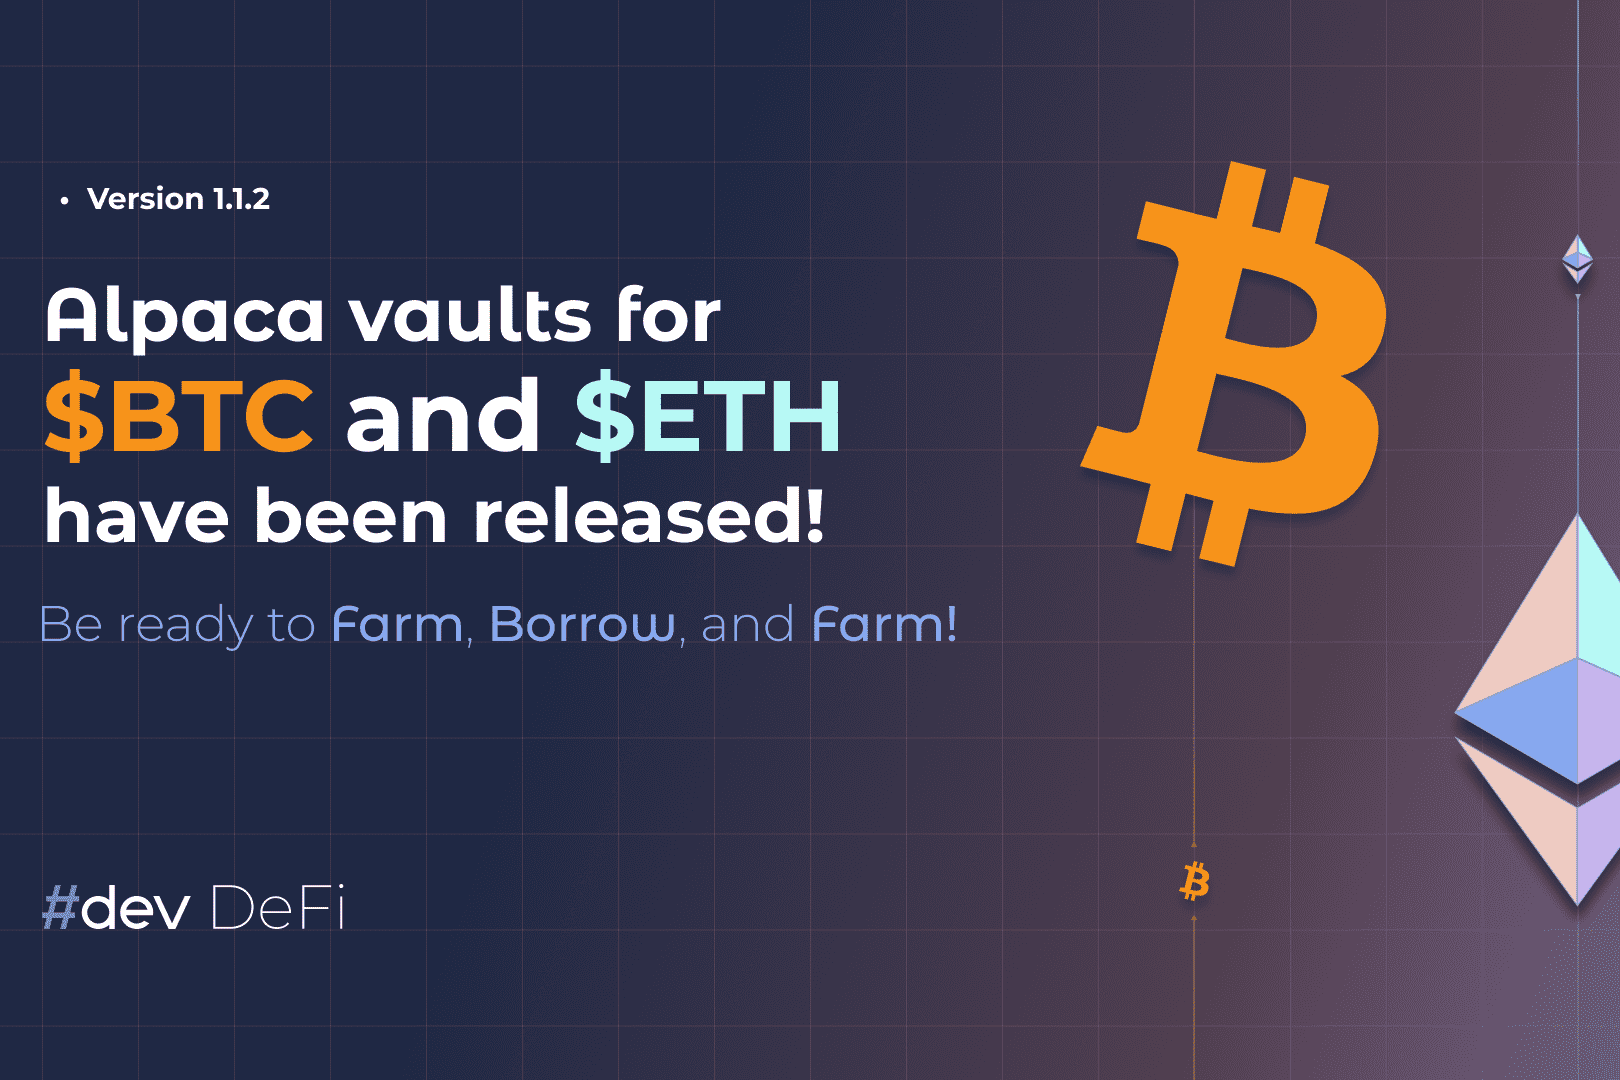 • Version 1.1.2
Alpaca vaults for
$BTC and $ETH
have been released!
Be ready to Farm, Borrow, and Farm!
#dev DeFi